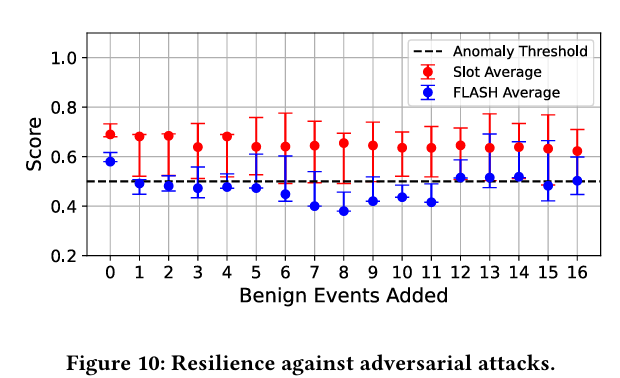 1.0
0.8
0.6
0.4
0.2
Score
Anomaly Threshold
Slot Average
FLASH Average
0 1 2 3 4 5 6 7 8 9 10 11 12 13 14 15 16
Benign Events Added
Figure 10: Resilience against adversarial attacks.